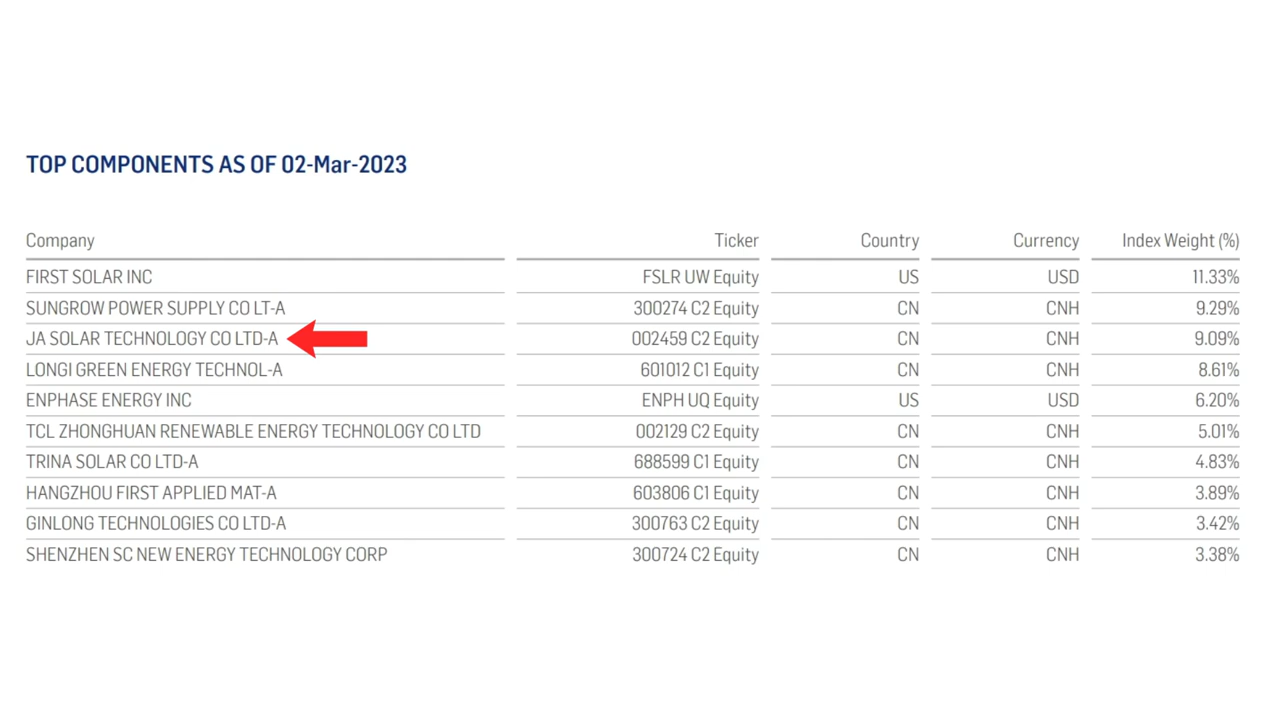 TOP COMPONENTS AS OF 02-Mar-2023
Company Ticker Country Currency Index Weight (%)
FIRST SOLAR INC FSLR UW Equity US USD 11.33%
SUNGROW POWER SUPPLY CO LT-A 300274 C2 Equity CN CNH 9.29%
JA SOLAR TECHNOLOGY CO LTD-A 002459 C2 Equity CN CNH 9.09%
LONGI GREEN ENERGY TECHNOL-A 601012 C1 Equity CN CNH 8.61%
ENPHASE ENERGY INC ENPH UQ Equity US USD 6.20%
TCL ZHONGHUAN RENEWABLE ENERGY TECHNOLOGY CO LTD 002129 C2 Equity CN CNH 5.01%
TRINA SOLAR CO LTD-A 688599 C1 Equity CN CNH 4.83%
HANGZHOU FIRST APPLIED MAT-A 603806 C1 Equity CN CNH 3.89%
GINLONG TECHNOLOGIES CO LTD-A 300763 C2 Equity CN CNH 3.42%
SHENZHEN SC NEW ENERGY TECHNOLOGY CORP 300724 C2 Equity CN CNH 3.38%